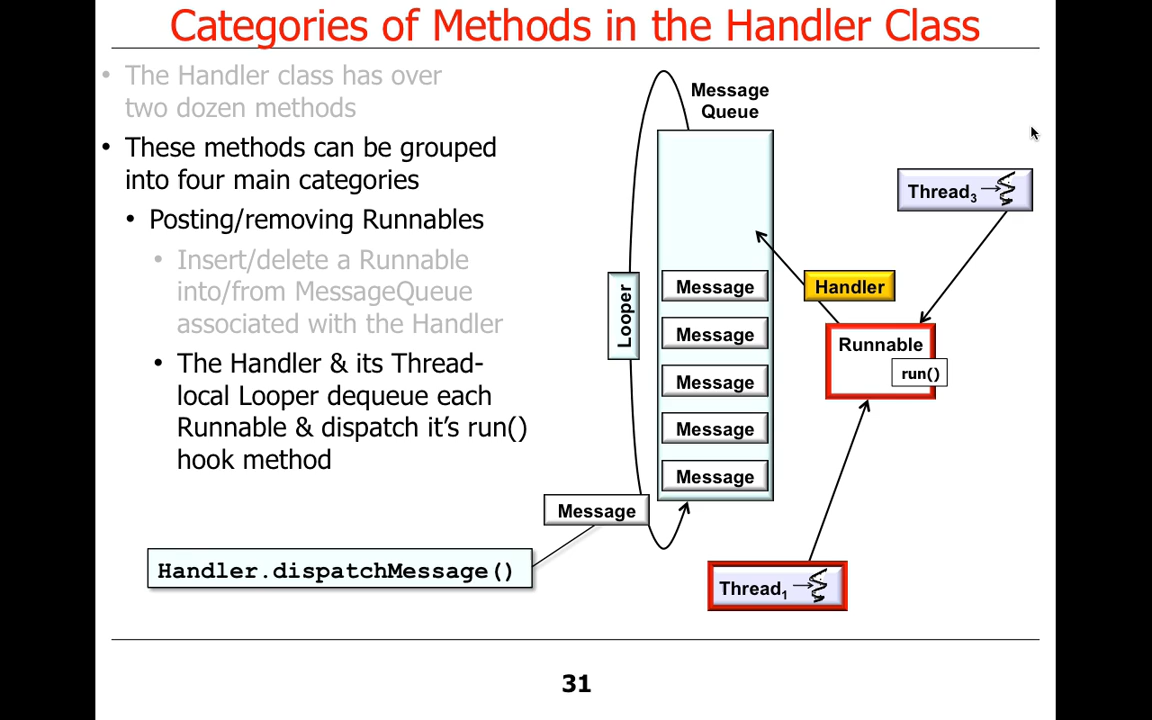 Categories of Methods in the Handler Class
• The Handler class has over
two dozen methods
• These methods can be grouped
into four main categories
• Posting/removing Runnables
• Insert/delete a Runnable
into/from MessageQueue
associated with the Handler
• The Handler & its Thread-
local Looper dequeue each
Runnable & dispatch it's run()
hook method
Handler.dispatchMessage()
Message
Queue
Looper
Message
Message
Message
Message
Message
Message
Handler
Thread3
Runnable
run()
Thread1
31